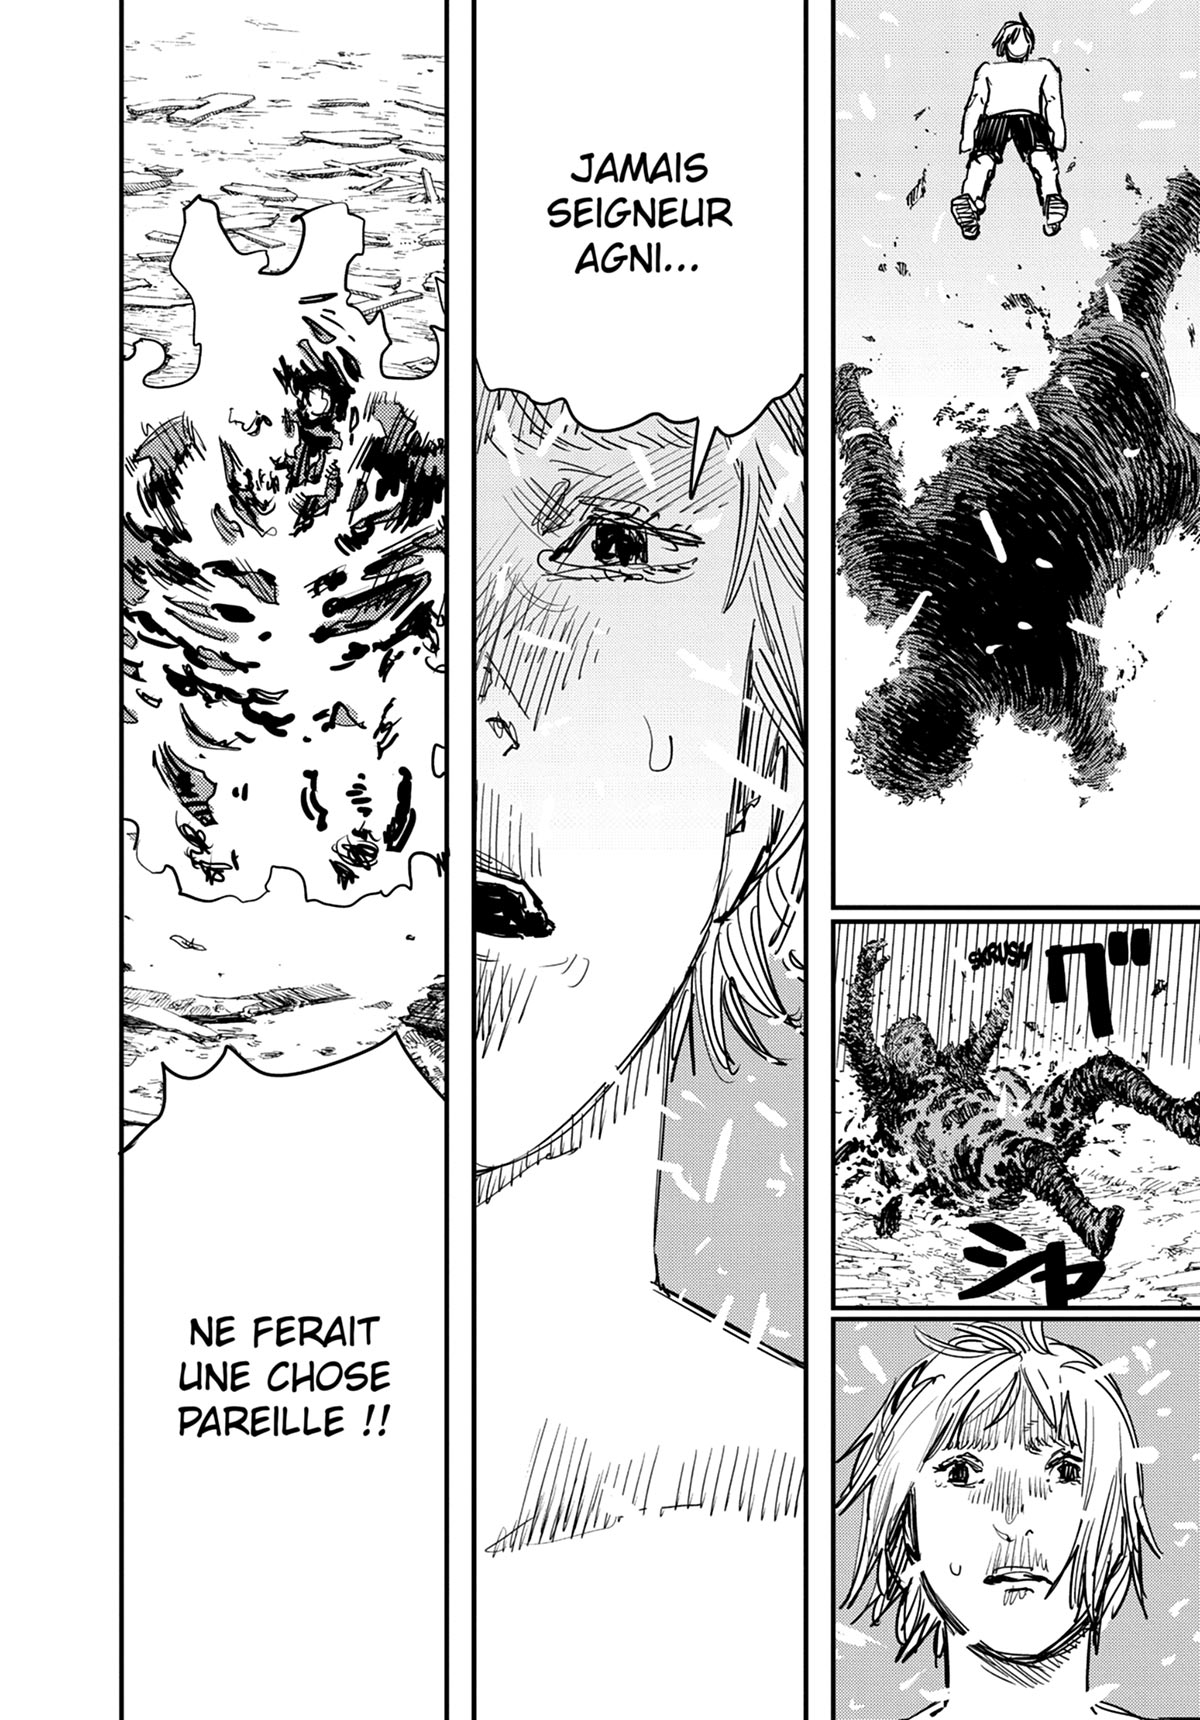 SKRUSH
グ゙
シャ
JAMAIS
SEIGNEUR
AGNI...
NE FERAIT
UNE CHOSE
PAREILLE !!